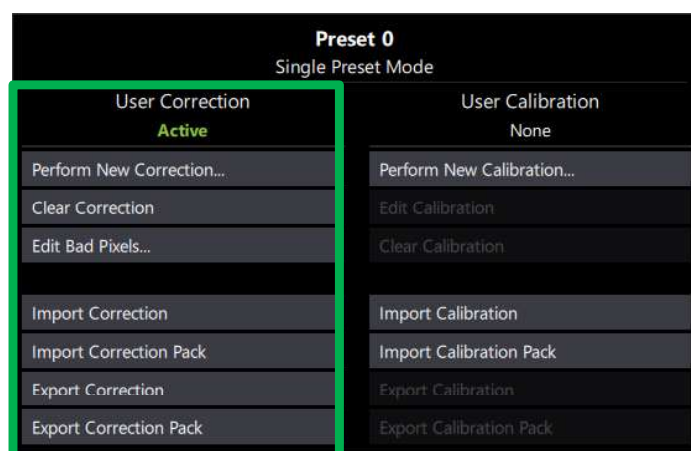 Preset 0
Single Preset Mode
User Correction
Active
Perform New Correction...
Clear Correction
Edit Bad Pixels...
Import Correction
Import Correction Pack
Export Correction
Export Correction Pack
User Calibration
None
Perform New Calibration...
Edit Calibration
Clear Calibration
Import Calibration
Import Calibration Pack
Export Calibration
Export Calibration Pack